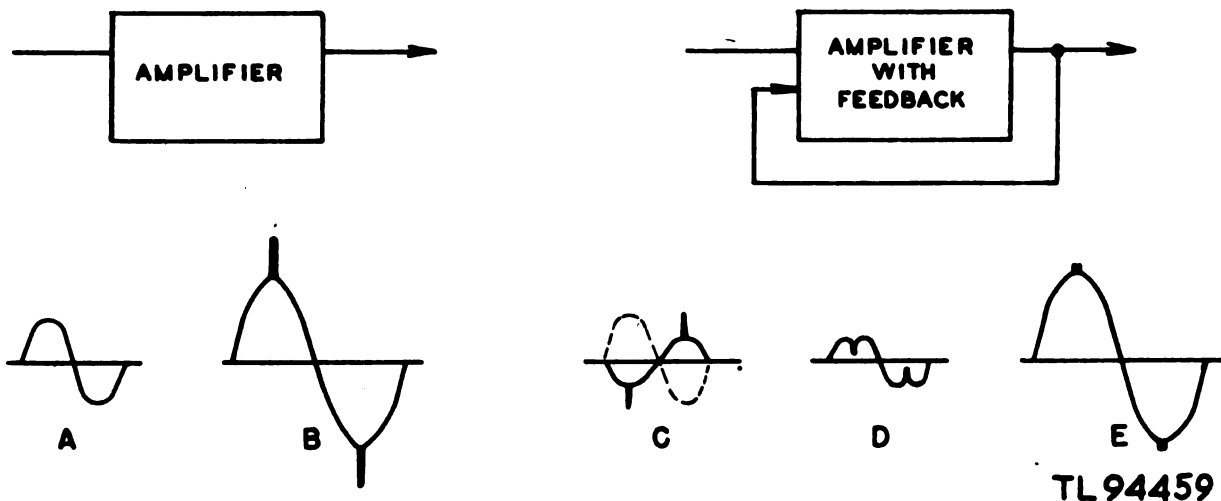 AMPLIFIER
AMPLIFIER
WITH
FEEDBACK
A
B
C
D
E
TL 94459